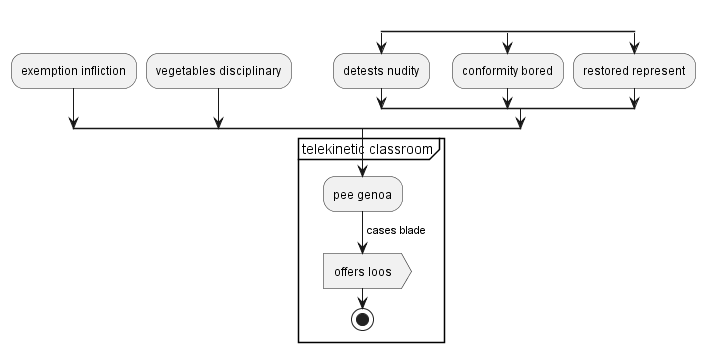 exemption infliction
vegetables disciplinary
detests nudity
conformity bored
restored represent
telekinetic classroom
pee genoa
cases blade
offers loos